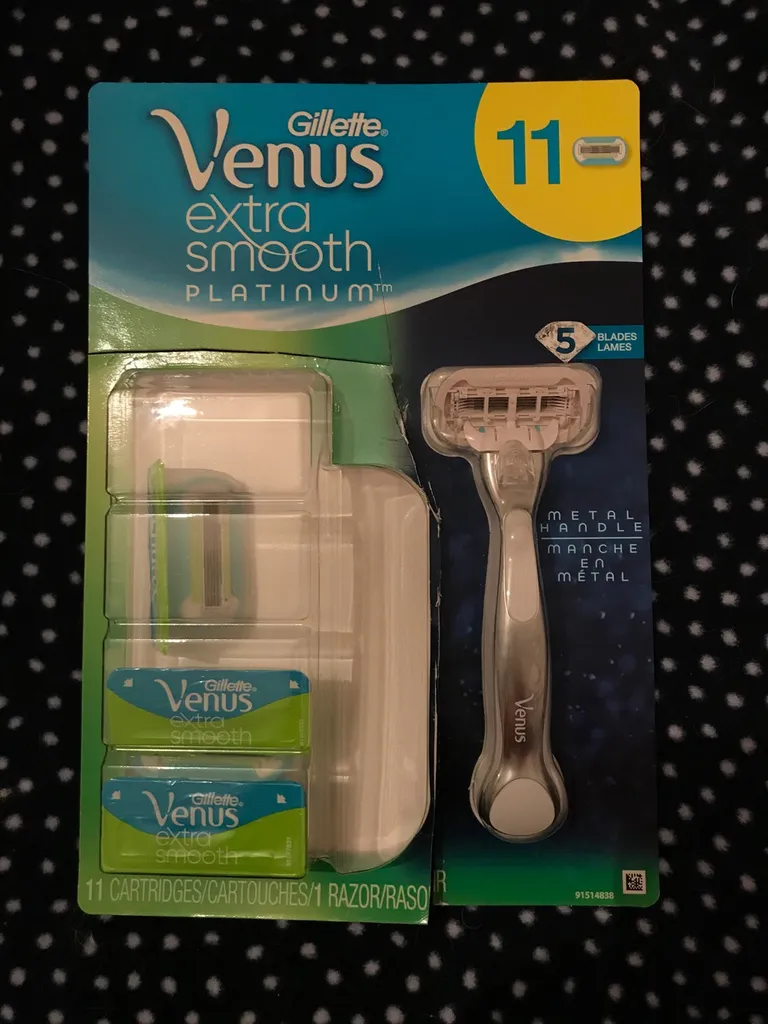 Gillette®
Venus
extra
smooth
PLATINUM™
11
5
BLADES
LAMES
METAL
HANDLE
MANCHE
EN
MÉTAL
Venus
Gillette®
Venus
extra
smooth
Gillette®
Venus
extra
smooth
11 CARTRIDGES/CARTOUCHES/1 RAZOR/RASO
IR
91514838